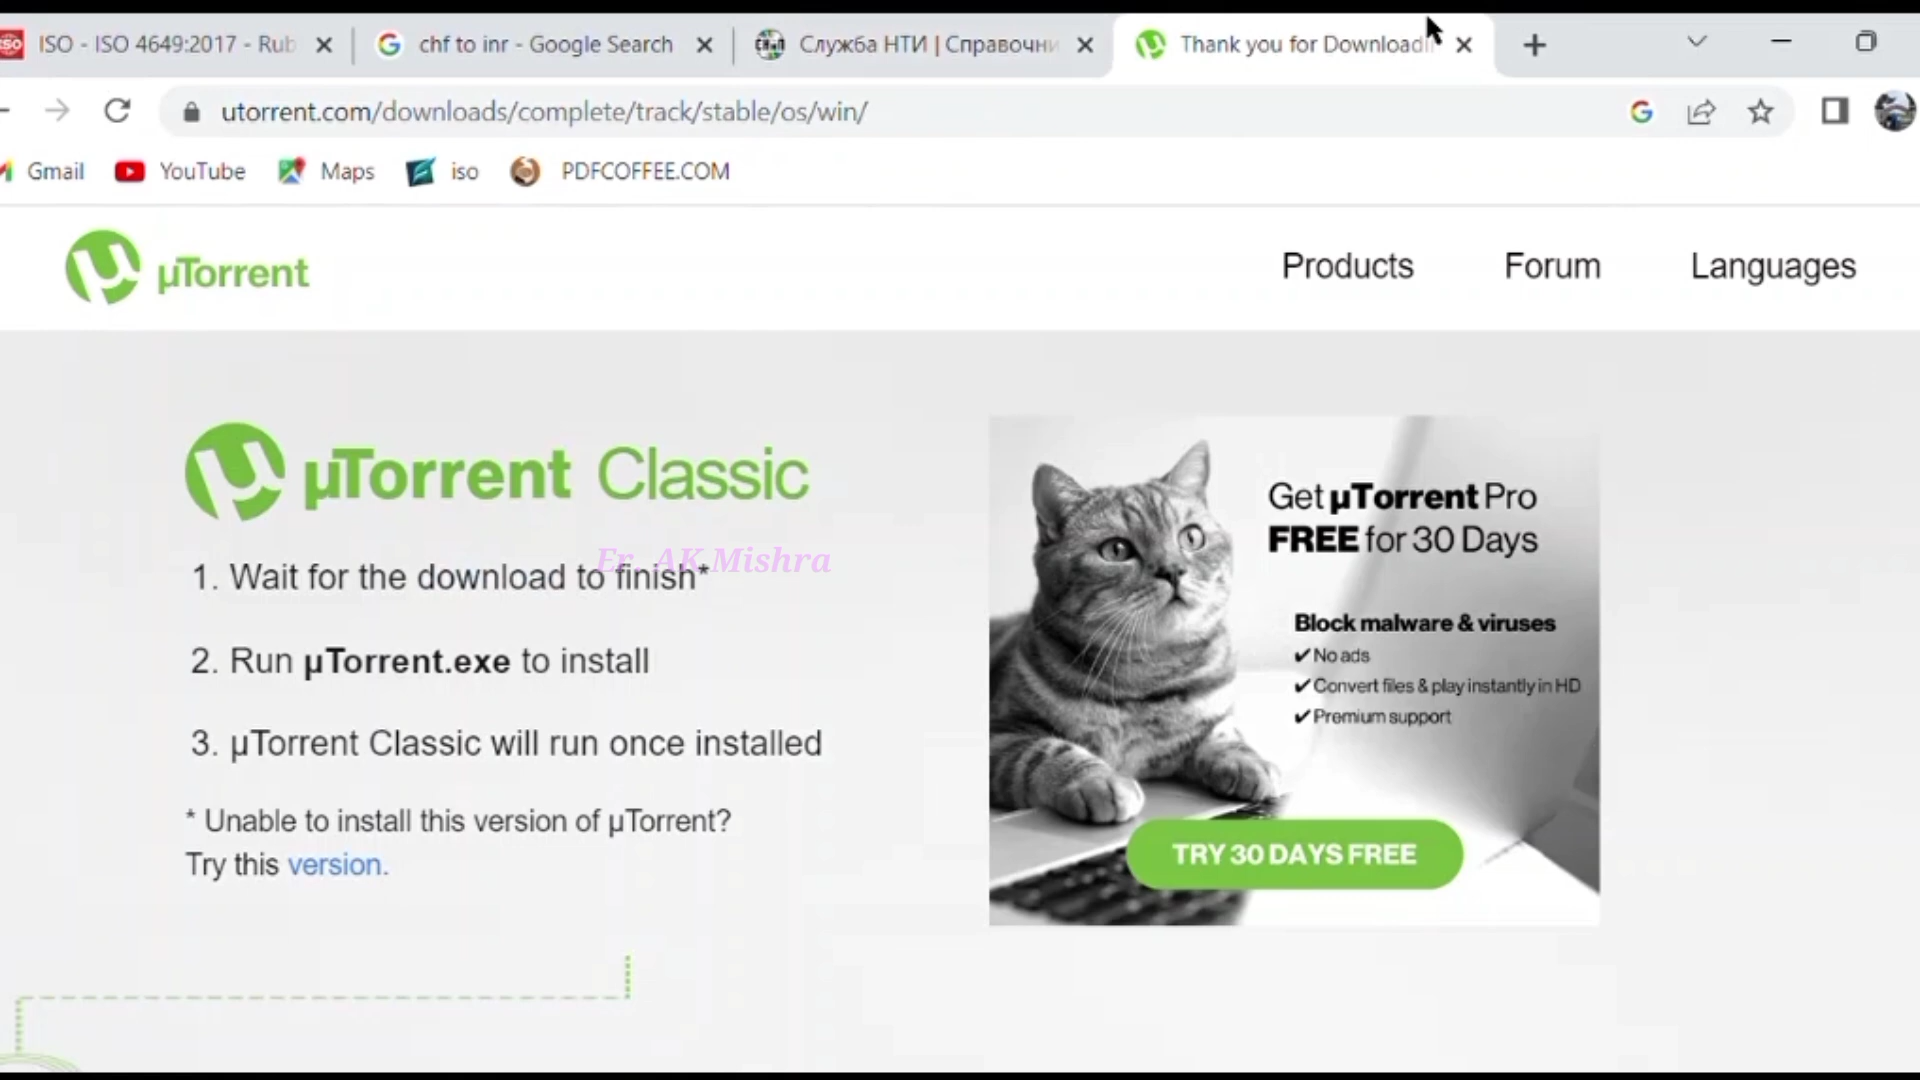 ISO - ISO 4649:2017 - Rub
chf to inr - Google Search
Служба НТИ | Справочни
Thank you for Downloadi
utorrent.com/downloads/complete/track/stable/os/win/
Gmail
YouTube
Maps
iso
PDFCOFFEE.COM
µTorrent
Products
Forum
Languages
µTorrent Classic
Er. AK Mishra
1. Wait for the download to finish*
2. Run µTorrent.exe to install
3. µTorrent Classic will run once installed
* Unable to install this version of µTorrent?
Try this version.
Get µTorrent Pro
FREE for 30 Days
Block malware & viruses
✔ No ads
✔ Convert files & play instantly in HD
✔ Premium support
TRY 30 DAYS FREE